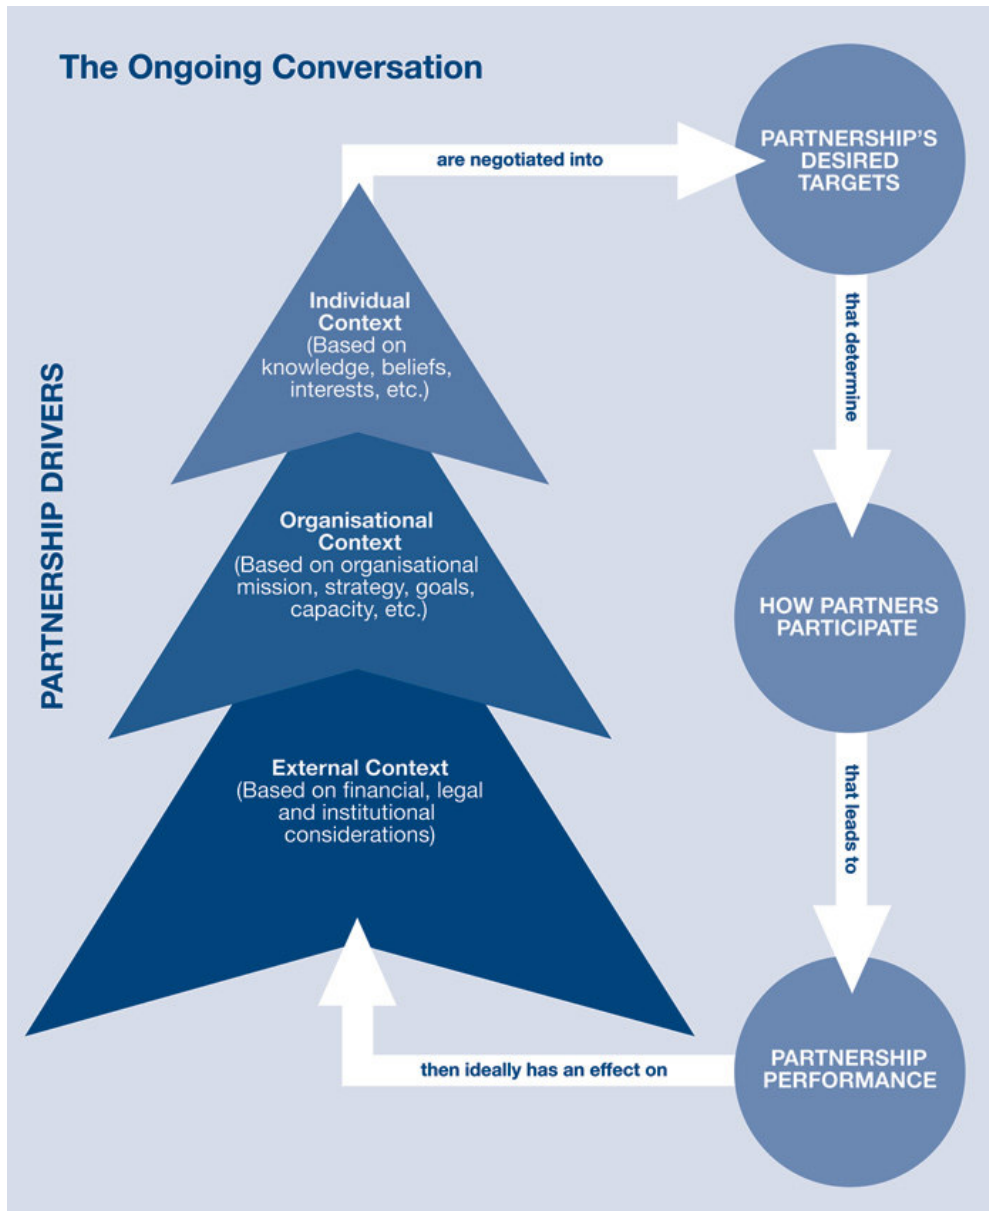 The Ongoing Conversation
PARTNERSHIP DRIVERS
Individual
Context
(Based on
knowledge, beliefs,
interests, etc.)
Organisational
Context
(Based on organisational
mission, strategy, goals,
capacity, etc.)
External Context
(Based on financial, legal
and institutional
considerations)
are negotiated into
PARTNERSHIP'S
DESIRED
TARGETS
that determine
HOW PARTNERS
PARTICIPATE
that leads to
PARTNERSHIP
PERFORMANCE
then ideally has an effect on